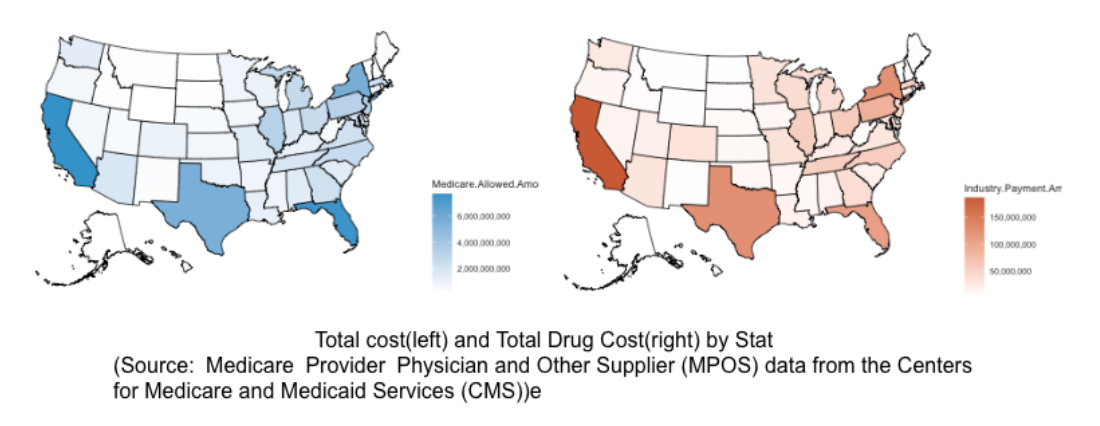 Medicare.Allowed.Amo
6,000,000,000
4,000,000,000
2,000,000,000
Industry.Payment.Am
150,000,000
100,000,000
50,000,000
Total cost(left) and Total Drug Cost(right) by Stat
(Source: Medicare Provider Physician and Other Supplier (MPOS) data from the Centers
for Medicare and Medicaid Services (CMS))e